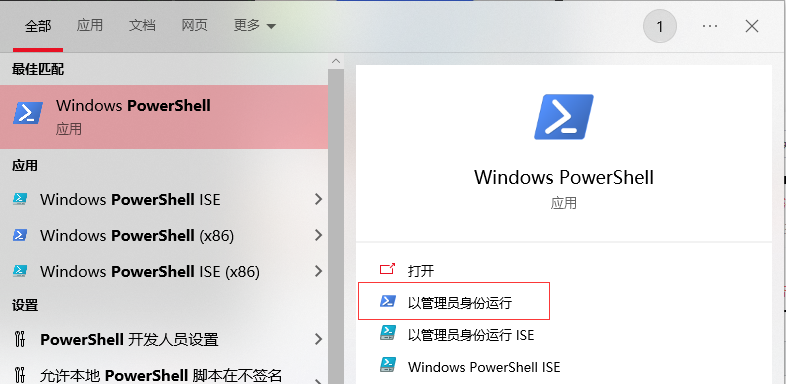 全部 应用 文档 网页 更多 1 ···
最佳匹配
Windows PowerShell
应用
应用
Windows PowerShell ISE
Windows PowerShell (x86)
Windows PowerShell ISE (x86)
设置
PowerShell 开发人员设置
允许本地 PowerShell 脚本在不签名
Windows PowerShell
应用
打开
以管理员身份运行
以管理员身份运行 ISE
Windows PowerShell ISE